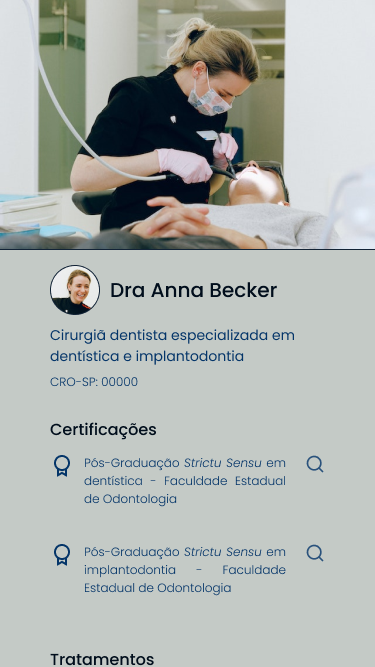 Dra Anna Becker
Cirurgiã dentista especializada em
dentística e implantodontia
CRO-SP: 00000
Certificações
Pós-Graduação Strictu Sensu em
dentística - Faculdade Estadual
de Odontologia
Pós-Graduação Strictu Sensu em
implantodontia - Faculdade
Estadual de Odontologia
Tratamentos